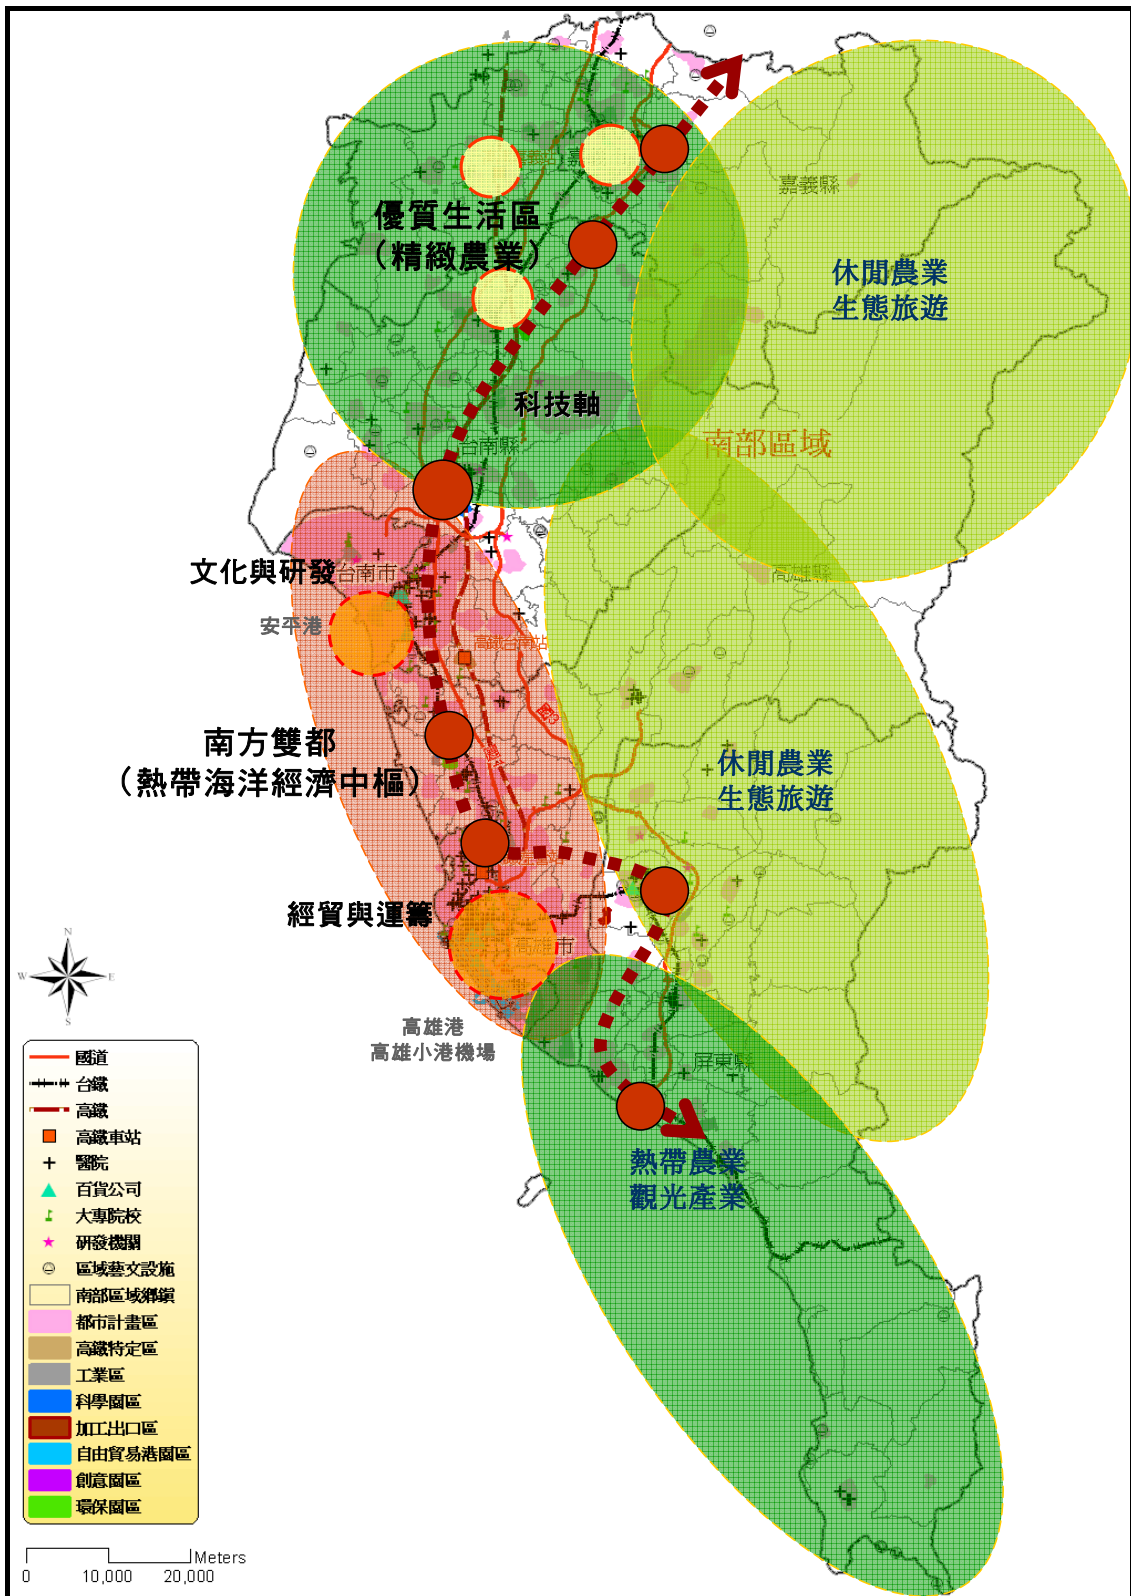 嘉義縣
優質生活區
（精緻農業）
休閒農業
生態旅遊
科技軸
台南縣
南部區域
文化與研發
台南市
高雄縣
安平港
高鐵台南站
國3
南方雙都
（熱帶海洋經濟中樞）
休閒農業
生態旅遊
經貿與運籌
高雄市
高雄港
高雄小港機場
屏東縣
熱帶農業
觀光產業
N
W
E
S
國道
台鐵
高鐵
高鐵車站
醫院
百貨公司
大專院校
研發機關
區域藝文設施
南部區域鄉鎮
都市計畫區
高鐵特定區
工業區
科學園區
加工出口區
自由貿易港園區
創意園區
環保園區
Meters
0
10,000
20,000